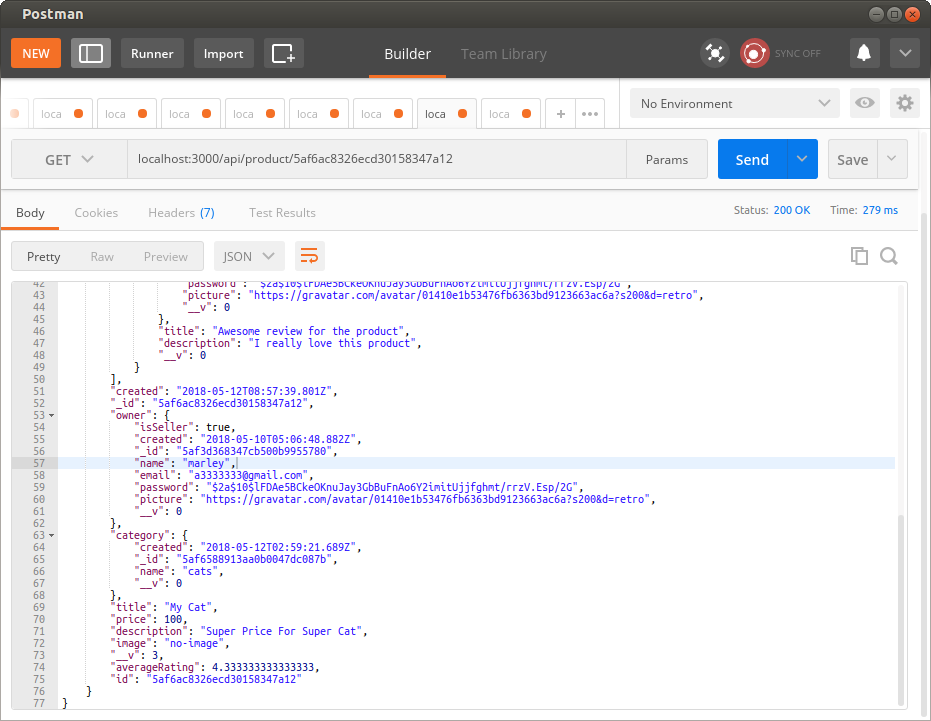 Postman
NEW Runner Import Builder Team Library SYNC OFF
loca loca loca loca loca loca loca loca + ••• No Environment
GET localhost:3000/api/product/5af6ac8326ecd30158347a12 Params Send Save
Body Cookies Headers (7) Test Results Status: 200 OK Time: 279 ms
Pretty Raw Preview JSON
42 "password": "$2a$10$lFDAe5BCkeOKnuJay3GbBuFnAo6Y2imitUjjfghmt/rrzV.Esp/2G",
43 "picture": "https://gravatar.com/avatar/01410e1b53476fb6363bd9123663ac6a?s200&d=retro",
44 "__v": 0
45 },
46 "title": "Awesome review for the product",
47 "description": "I really love this product",
48 "__v": 0
49 }
50 ],
51 "created": "2018-05-12T08:57:39.801Z",
52 "_id": "5af6ac8326ecd30158347a12",
53 "owner": {
54 "isSeller": true,
55 "created": "2018-05-10T05:06:48.882Z",
56 "_id": "5af3d368347cb500b9955780",
57 "name": "marley",
58 "email": "a3333333@gmail.com",
59 "password": "$2a$10$lFDAe5BCkeOKnuJay3GbBuFnAo6Y2imitUjjfghmt/rrzV.Esp/2G",
60 "picture": "https://gravatar.com/avatar/01410e1b53476fb6363bd9123663ac6a?s200&d=retro",
61 "__v": 0
62 },
63 "category": {
64 "created": "2018-05-12T02:59:21.689Z",
65 "_id": "5af6588913aa0b0047dc087b",
66 "name": "cats",
67 "__v": 0
68 },
69 "title": "My Cat",
70 "price": 100,
71 "description": "Super Price For Super Cat",
72 "image": "no-image",
73 "__v": 3,
74 "averageRating": 4.333333333333333,
75 "id": "5af6ac8326ecd30158347a12"
76 }
77 }